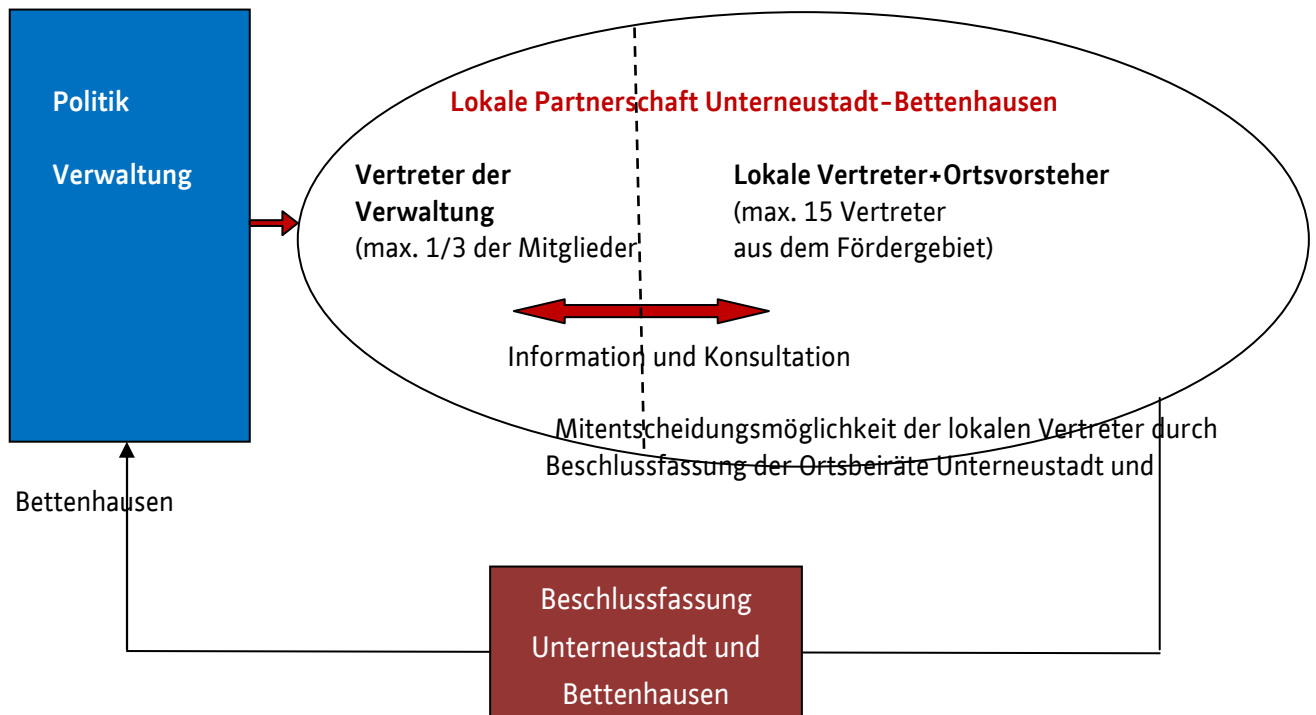 Politik
Verwaltung
Lokale Partnerschaft Unterneustadt-Bettenhausen
Vertreter der
Verwaltung
(max. 1/3 der Mitglieder
Lokale Vertreter+Ortsvorsteher
(max. 15 Vertreter
aus dem Fördergebiet)
Information und Konsultation
Mitentscheidungsmöglichkeit der lokalen Vertreter durch
Beschlussfassung der Ortsbeiräte Unterneustadt und
Bettenhausen
Beschlussfassung
Unterneustadt und
Bettenhausen